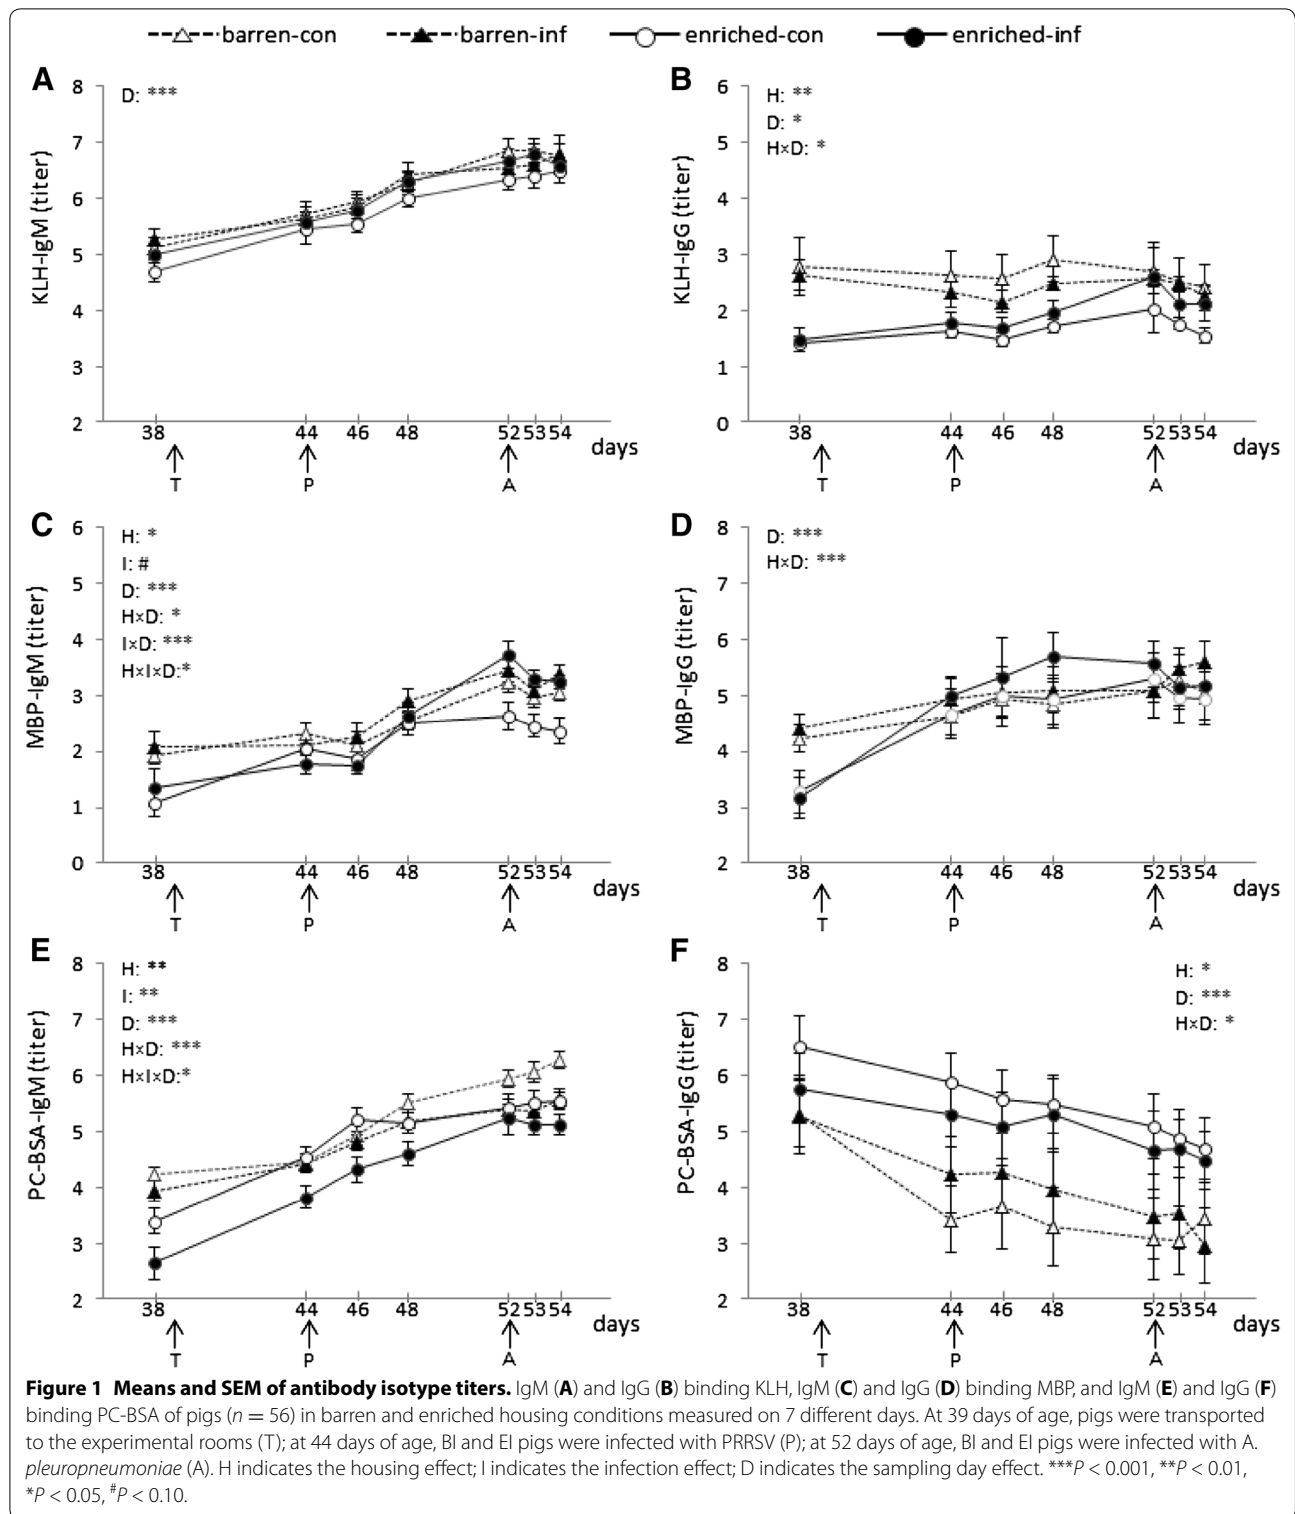 barren-con barren-inf enriched-con enriched-inf
A
D: ***
KLH-IgM (titer)
8
7
6
5
4
3
2
38 44 46 48 52 53 54
days
T P A
B
H: **
D: *
H×D: *
KLH-IgG (titer)
6
5
4
3
2
1
0
38 44 46 48 52 53 54
days
T P A
C
H: *
I: #
D: ***
H×D: *
I×D: ***
H×I×D:*
MBP-IgM (titer)
6
5
4
3
2
1
0
38 44 46 48 52 53 54
days
T P A
D
D: ***
H×D: ***
MBP-IgG (titer)
8
7
6
5
4
3
2
38 44 46 48 52 53 54
days
T P A
E
H: **
I: **
D: ***
H×D: ***
H×I×D:*
PC-BSA-IgM (titer)
8
7
6
5
4
3
2
38 44 46 48 52 53 54
days
T P A
F
H: *
D: ***
H×D: *
PC-BSA-IgG (titer)
8
7
6
5
4
3
2
38 44 46 48 52 53 54
days
T P A
Figure 1 Means and SEM of antibody isotype titers. IgM (A) and IgG (B) binding KLH, IgM (C) and IgG (D) binding MBP, and IgM (E) and IgG (F)
binding PC-BSA of pigs (n = 56) in barren and enriched housing conditions measured on 7 different days. At 39 days of age, pigs were transported
to the experimental rooms (T); at 44 days of age, BI and EI pigs were infected with PRRSV (P); at 52 days of age, BI and EI pigs were infected with A.
pleuropneumoniae (A). H indicates the housing effect; I indicates the infection effect; D indicates the sampling day effect. ***P < 0.001, **P < 0.01,
*P < 0.05, #P < 0.10.